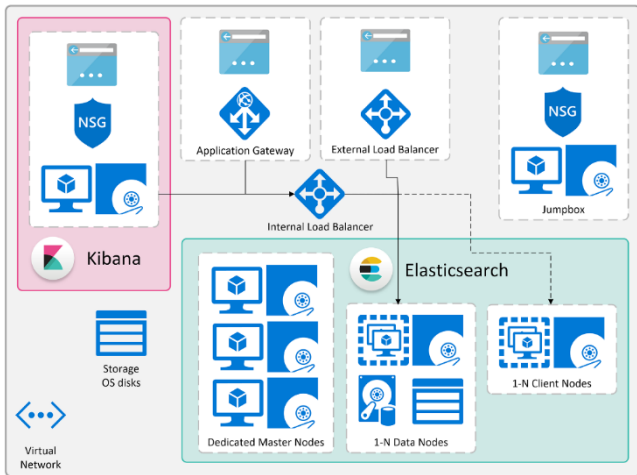 NSG
Kibana
Application Gateway
External Load Balancer
Internal Load Balancer
NSG
Jumpbox
Elasticsearch
Storage
OS disks
Virtual
Network
Dedicated Master Nodes
1-N Data Nodes
1-N Client Nodes